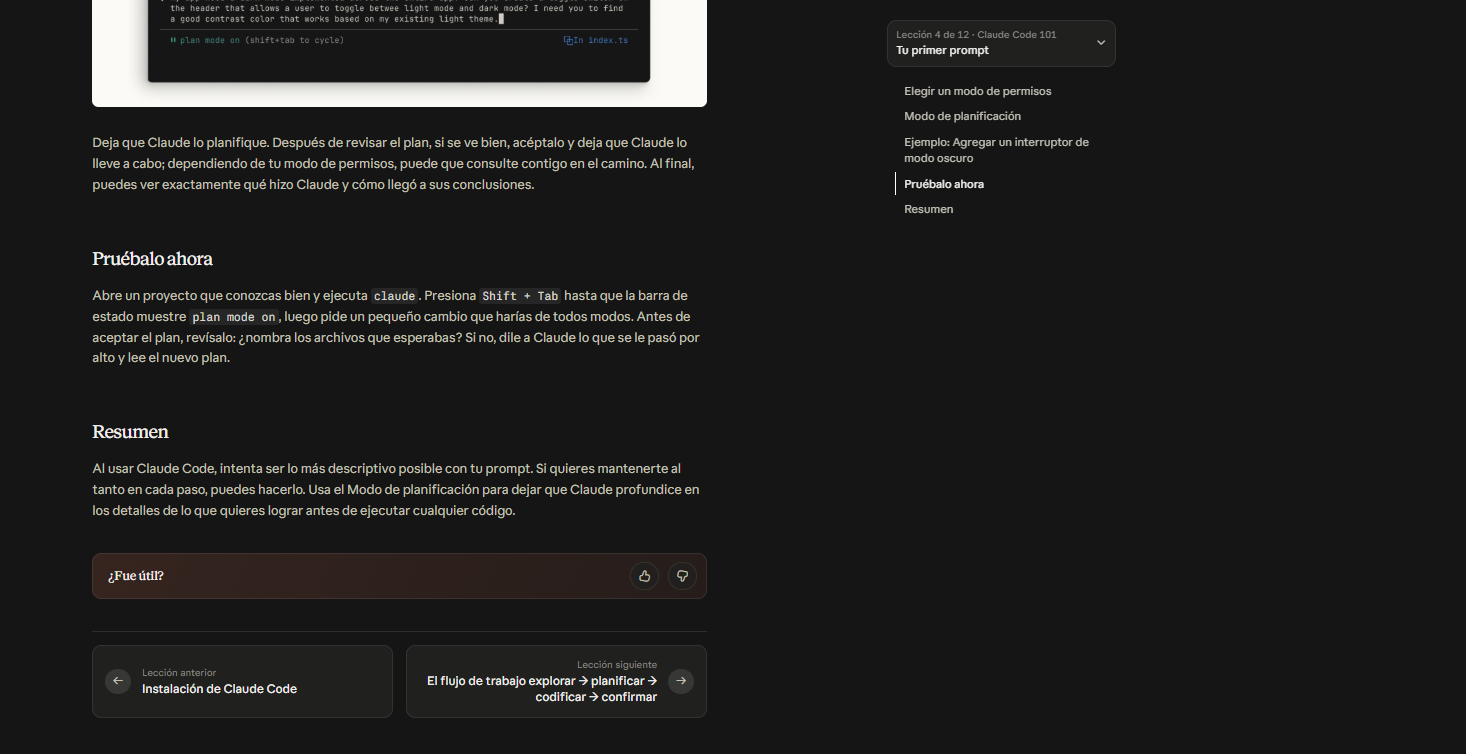 the header that allows a user to toggle betwee light mode and dark mode? I need you to find
a good contrast color that works based on my existing light theme.
plan mode on (shift+tab to cycle)
In index.ts
Deja que Claude lo planifique. Después de revisar el plan, si se ve bien, acéptalo y deja que Claude lo
lleve a cabo; dependiendo de tu modo de permisos, puede que consulte contigo en el camino. Al final,
puedes ver exactamente qué hizo Claude y cómo llegó a sus conclusiones.
Pruébalo ahora
Abre un proyecto que conozcas bien y ejecuta claude. Presiona Shift + Tab hasta que la barra de
estado muestre plan mode on, luego pide un pequeño cambio que harías de todos modos. Antes de
aceptar el plan, revísalo: ¿nombra los archivos que esperabas? Si no, dile a Claude lo que se le pasó por
alto y lee el nuevo plan.
Resumen
Al usar Claude Code, intenta ser lo más descriptivo posible con tu prompt. Si quieres mantenerte al
tanto en cada paso, puedes hacerlo. Usa el Modo de planificación para dejar que Claude profundice en
los detalles de lo que quieres lograr antes de ejecutar cualquier código.
¿Fue útil?
← Lección anterior
Instalación de Claude Code
Lección siguiente
El flujo de trabajo explorar → planificar →
codificar → confirmar
→
Lección 4 de 12 · Claude Code 101
Tu primer prompt
Elegir un modo de permisos
Modo de planificación
Ejemplo: Agregar un interruptor de
modo oscuro
Pruébalo ahora
Resumen